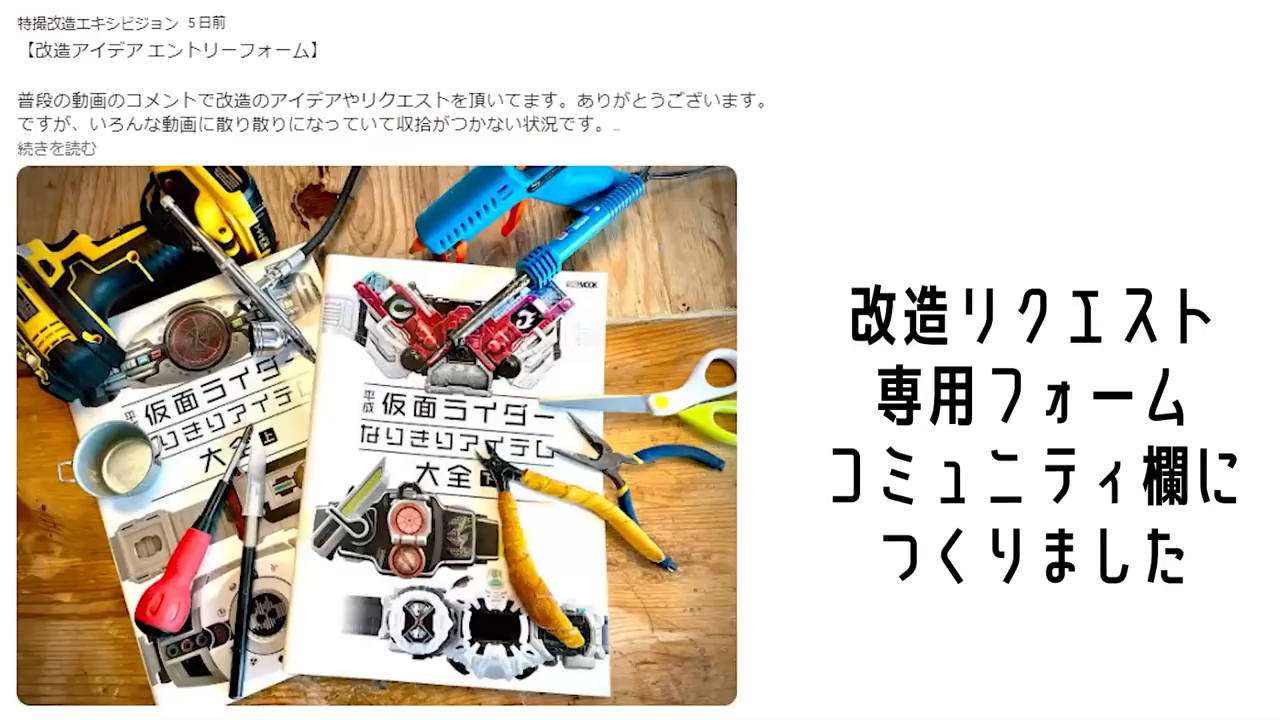 特撮改造エキシビジョン 5 日前
【改造アイデア エントリーフォーム】
普段の動画のコメントで改造のアイデアやリクエストを頂いてます。ありがとうございます。
ですが、いろんな動画に散り散りになっていて収拾がつかない状況です。...
続きを読む
MOOK
平成 仮面ライダ
りきりアイテ
大全 上
平成 仮面ライダー
なりきりアイテム
大全
改造リクエスト
専用フォーム
コミュニティ欄に
つくりました